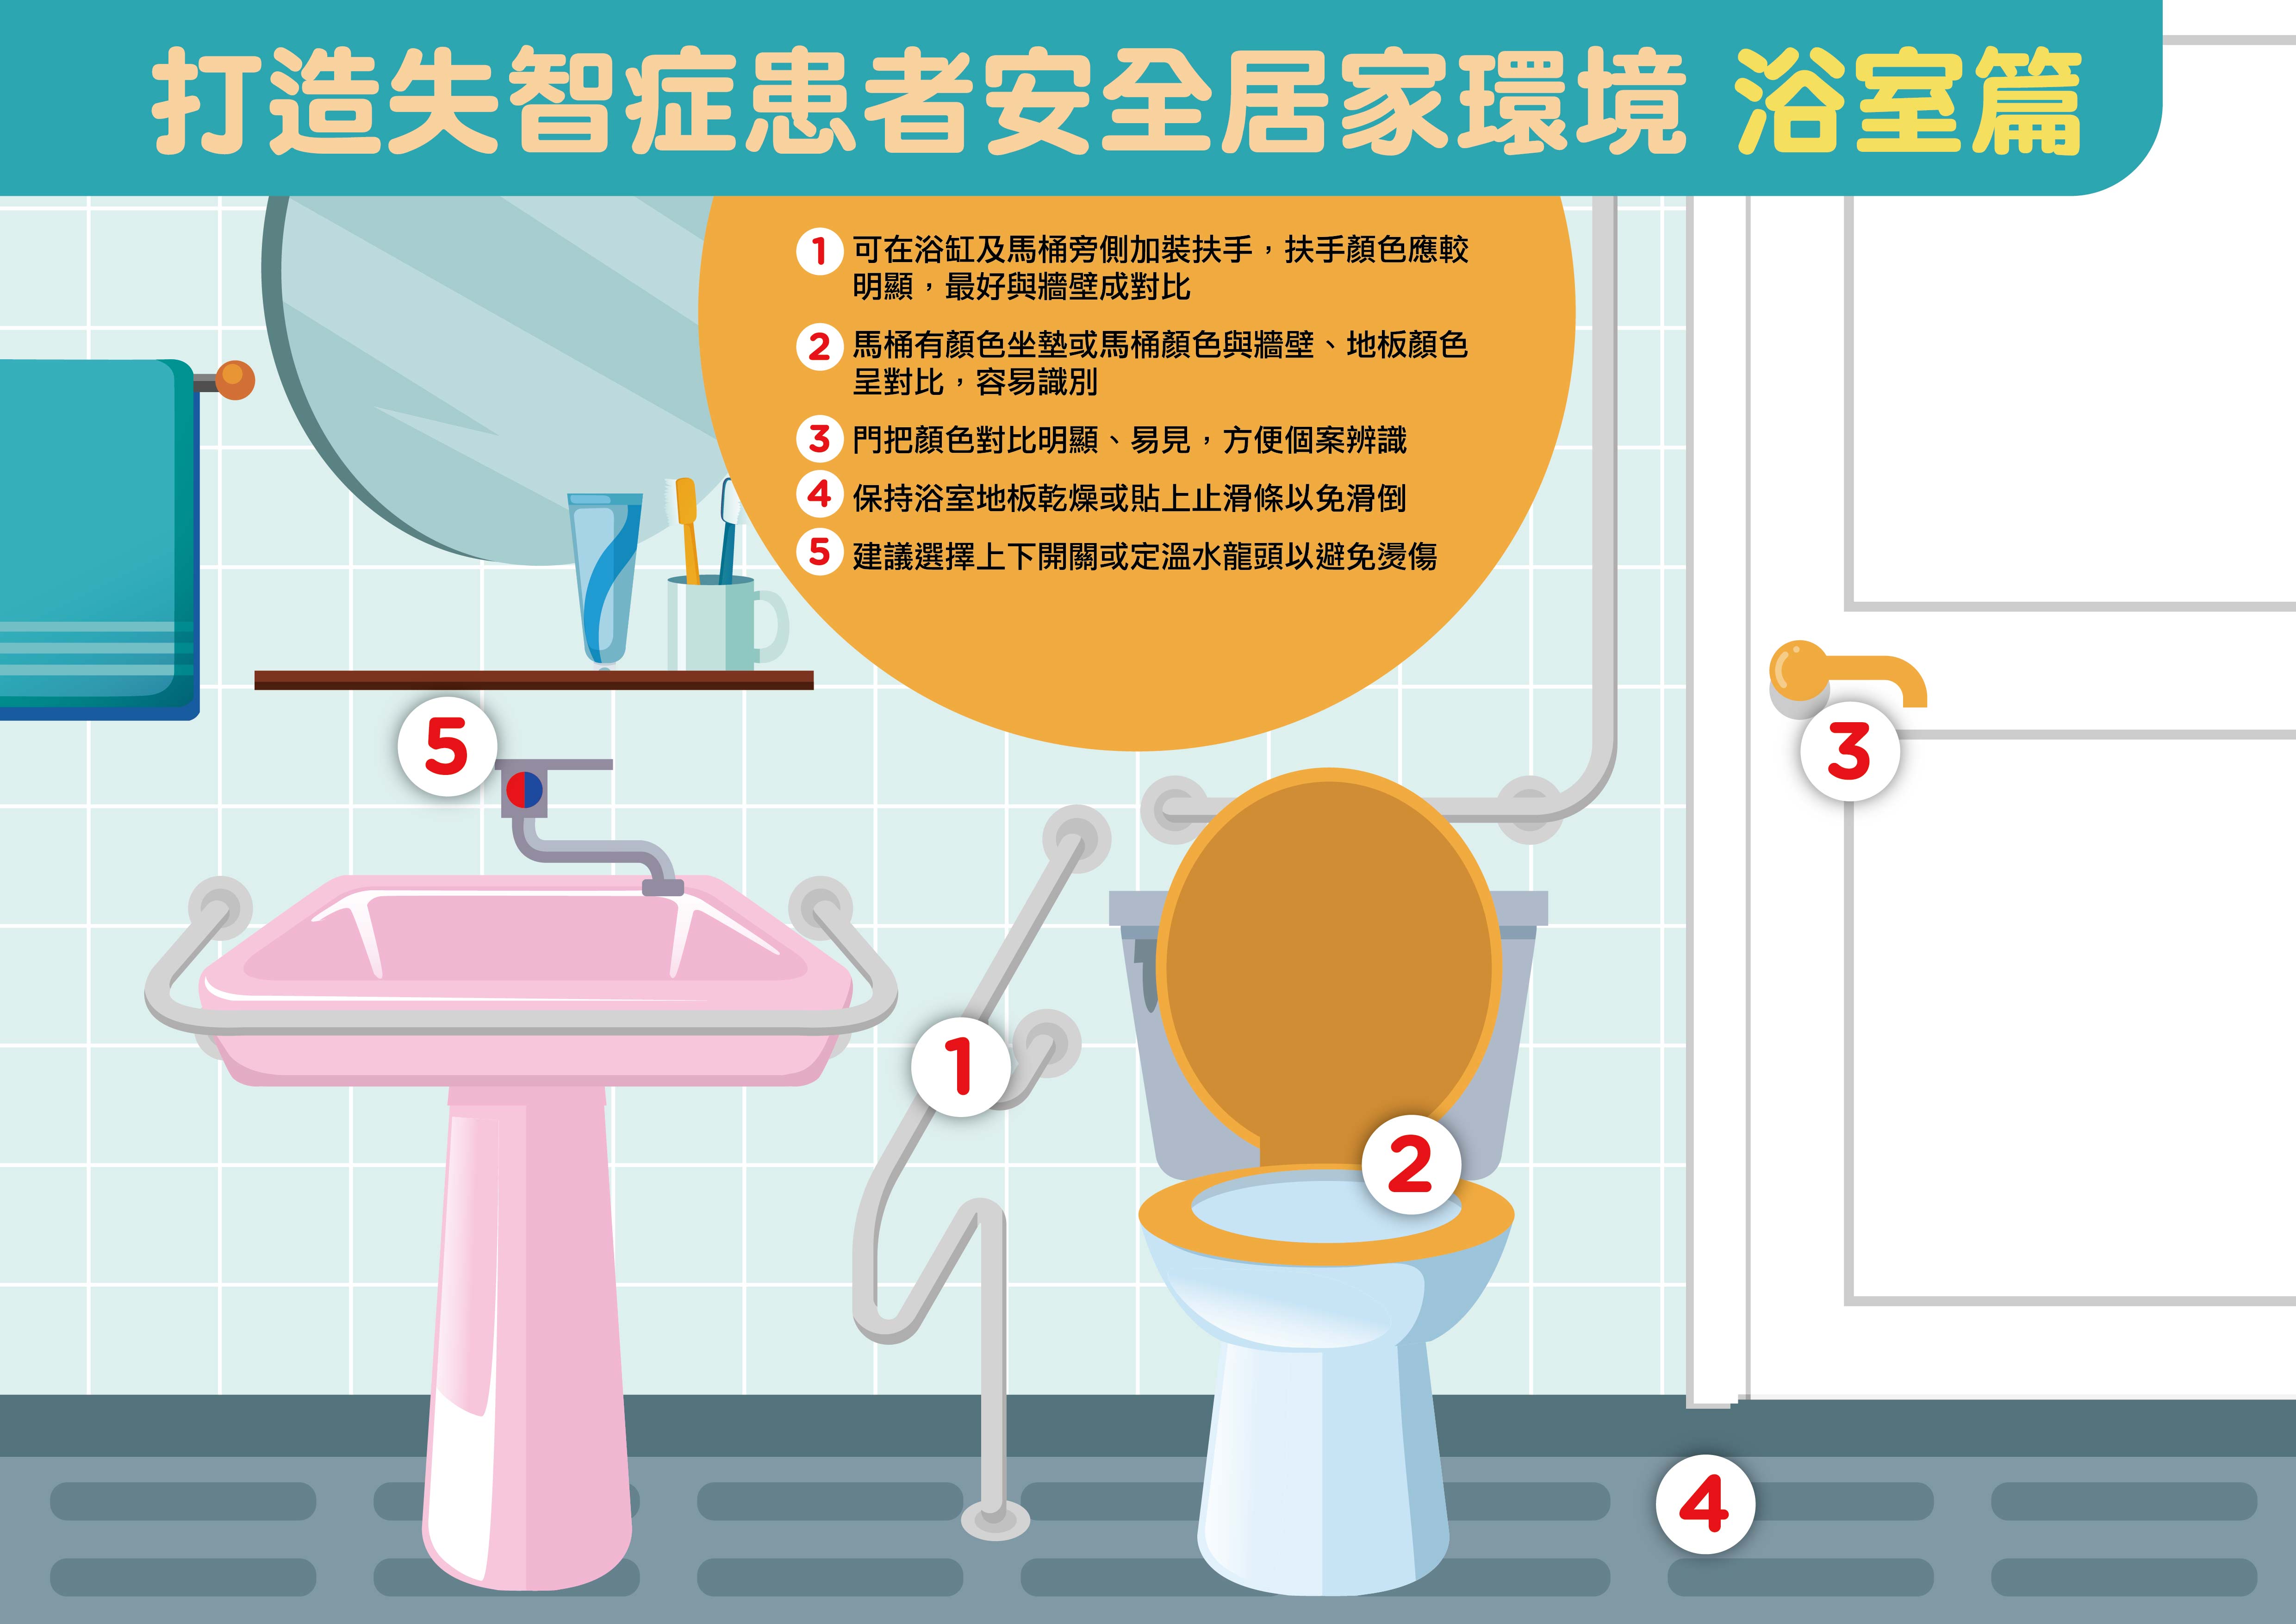 打造失智症患者安全居家環境 浴室篇
1 可在浴缸及馬桶旁側加裝扶手，扶手顏色應較
明顯，最好與牆壁成對比
2 馬桶有顏色坐墊或馬桶顏色與牆壁、地板顏色
呈對比，容易識別
3 門把顏色對比明顯、易見，方便個案辨識
4 保持浴室地板乾燥或貼上止滑條以免滑倒
5 建議選擇上下開關或定溫水龍頭以避免燙傷
5
3
1
2
4